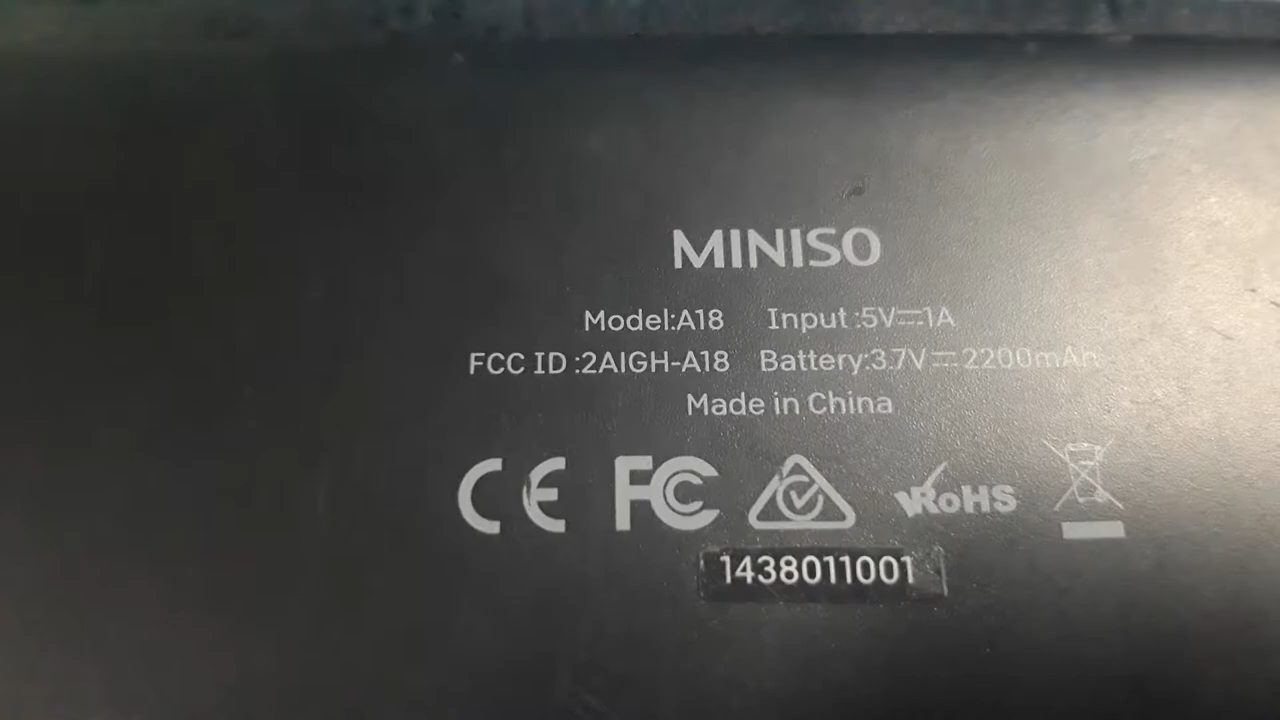 MINISO
Model:A18 Input:5V⎓1A
FCC ID :2AIGH-A18 Battery:3.7V⎓2200mAh
Made in China
CE FC RoHS
1438011001